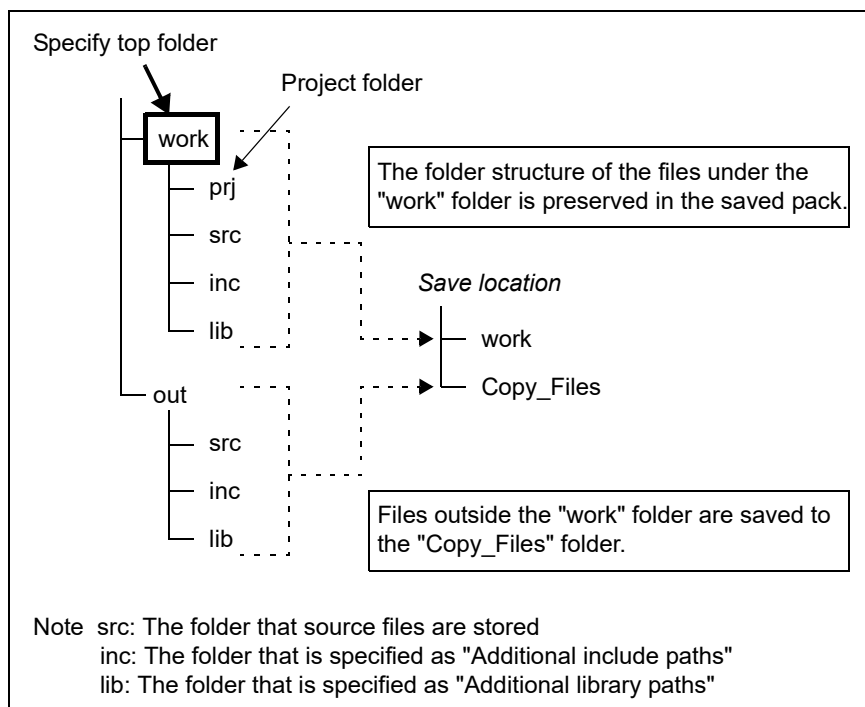 Specify top folder
Project folder
work
prj
src
inc
lib
out
src
inc
lib
The folder structure of the files under the
"work" folder is preserved in the saved pack.
Save location
work
Copy_Files
Files outside the "work" folder are saved to
the "Copy_Files" folder.
Note src: The folder that source files are stored
inc: The folder that is specified as "Additional include paths"
lib: The folder that is specified as "Additional library paths"